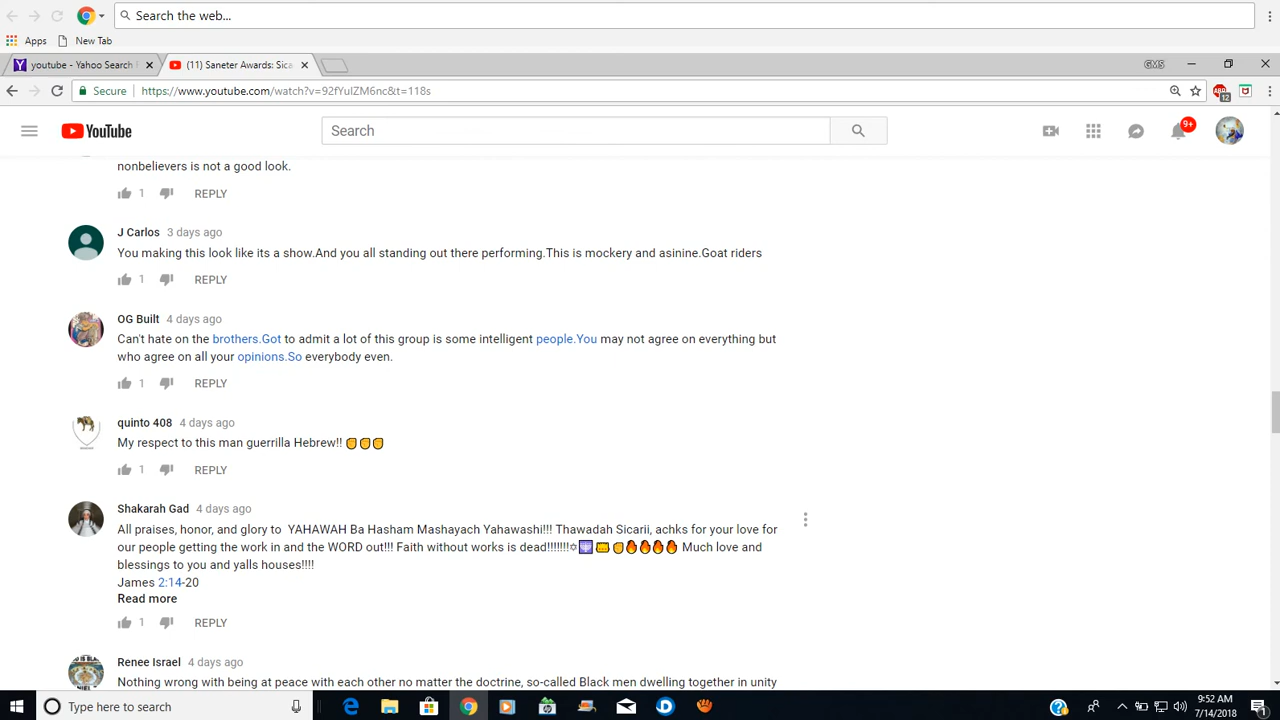 Search the web...
Apps New Tab
youtube - Yahoo Search
(11) Saneter Awards: Sica
GMS
Secure https://www.youtube.com/watch?v=92fYuIZM6nc&t=118s
12
YouTube
Search
9+
nonbelievers is not a good look.
1 REPLY
J Carlos 3 days ago
You making this look like its a show.And you all standing out there performing.This is mockery and asinine.Goat riders
1 REPLY
OG Built 4 days ago
Can't hate on the brothers.Got to admit a lot of this group is some intelligent people.You may not agree on everything but
who agree on all your opinions.So everybody even.
1 REPLY
quinto 408 4 days ago
My respect to this man guerrilla Hebrew!! ✊✊✊
1 REPLY
Shakarah Gad 4 days ago
All praises, honor, and glory to YAHAWAH Ba Hasham Mashayach Yahawashi!!! Thawadah Sicarii, achks for your love for
our people getting the work in and the WORD out!!! Faith without works is dead!!!!!!!✡🕎👊✊🔥🔥🔥🔥 Much love and
blessings to you and yalls houses!!!!
James 2:14-20
Read more
1 REPLY
Renee Israel 4 days ago
Nothing wrong with being at peace with each other no matter the doctrine, so-called Black men dwelling together in unity
Type here to search
9:52 AM
7/14/2018
1